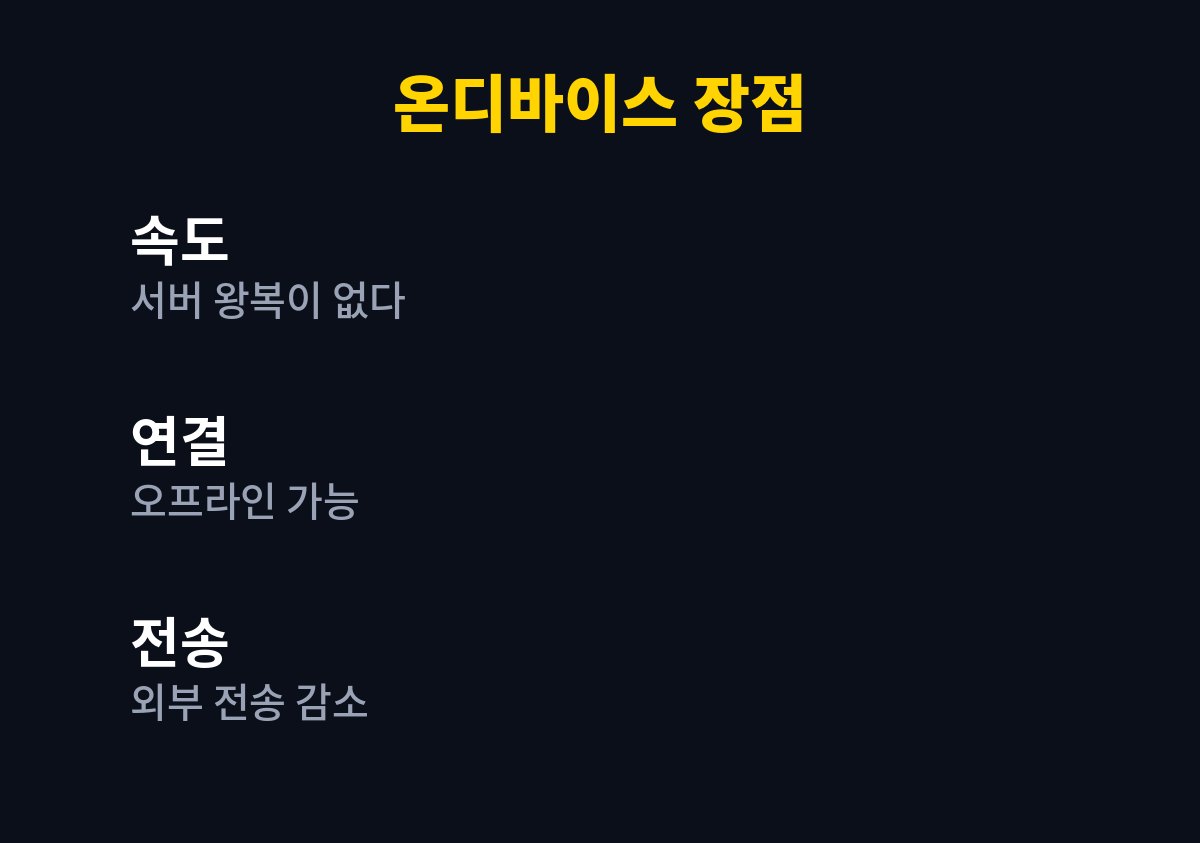 온디바이스 장점
속도
서버 왕복이 없다
연결
오프라인 가능
전송
외부 전송 감소